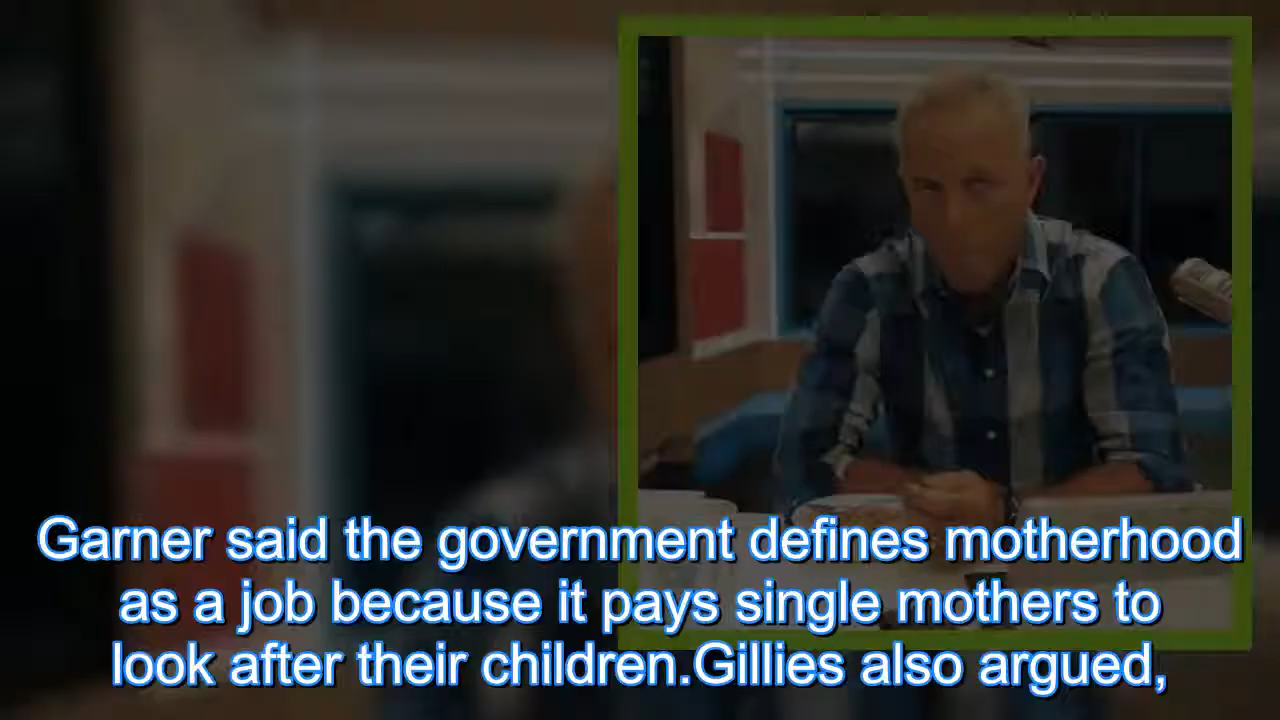 Garner said the government defines motherhood
as a job because it pays single mothers to
look after their children.Gillies also argued,